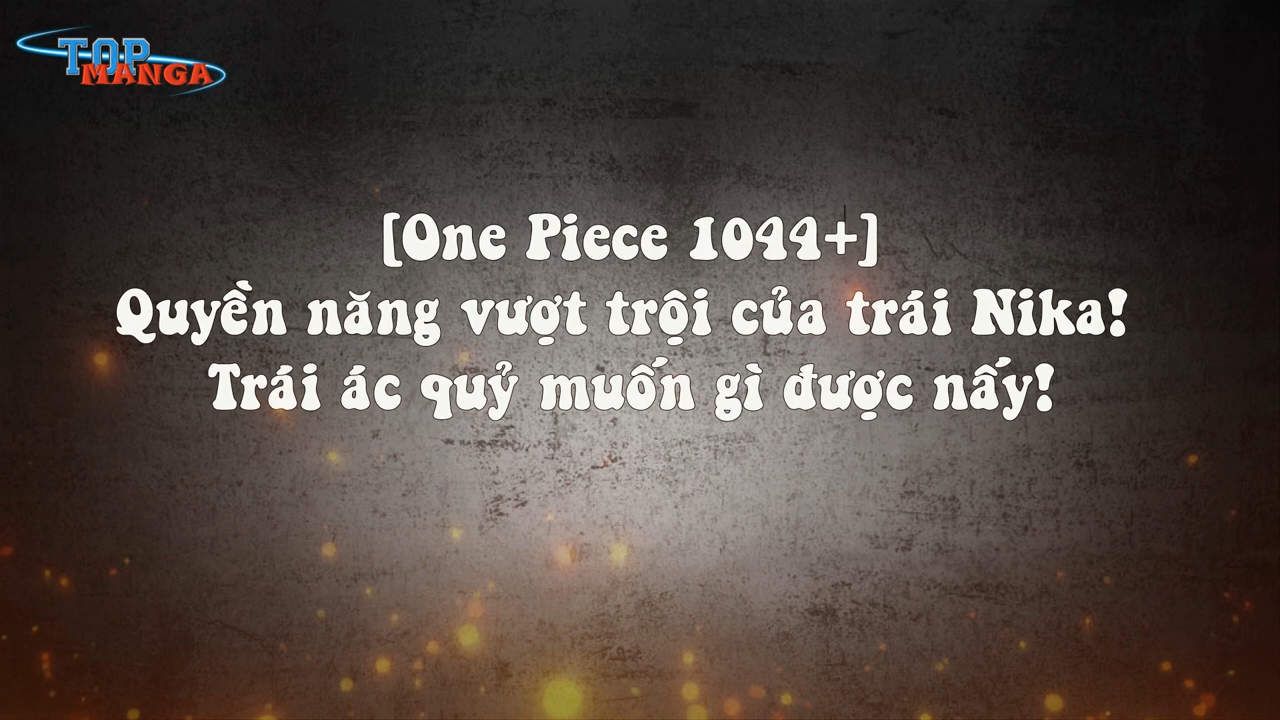 TOP
MANGA
[One Piece 1044+]
Quyền năng vượt trội của trái Nika!
Trái ác quỷ muốn gì được nấy!